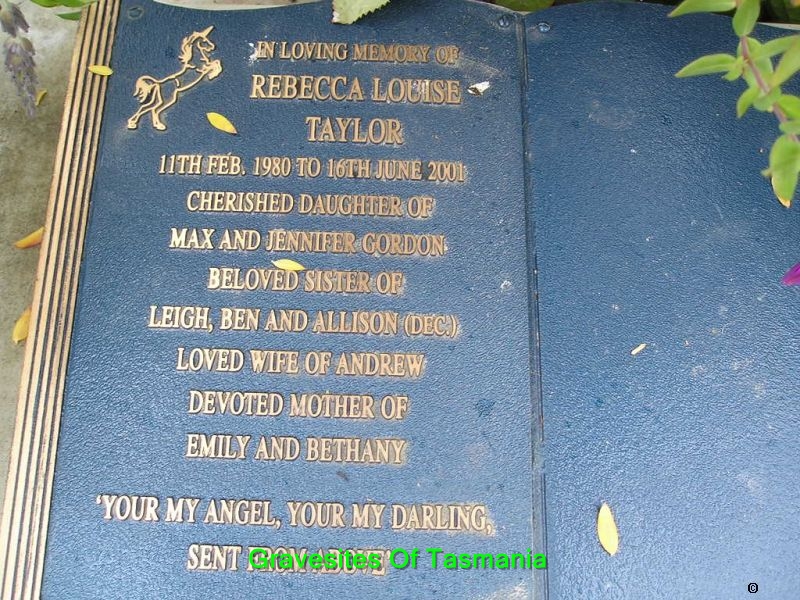 IN LOVING MEMORY OF
REBECCA LOUISE
TAYLOR
11TH FEB. 1980 TO 16TH JUNE 2001
CHERISHED DAUGHTER OF
MAX AND JENNIFER GORDON
BELOVED SISTER OF
LEIGH, BEN AND ALLISON (DEC.)
LOVED WIFE OF ANDREW
DEVOTED MOTHER OF
EMILY AND BETHANY
'YOUR MY ANGEL, YOUR MY DARLING,
SENT FROM ABOVE'
Gravesites Of Tasmania
©